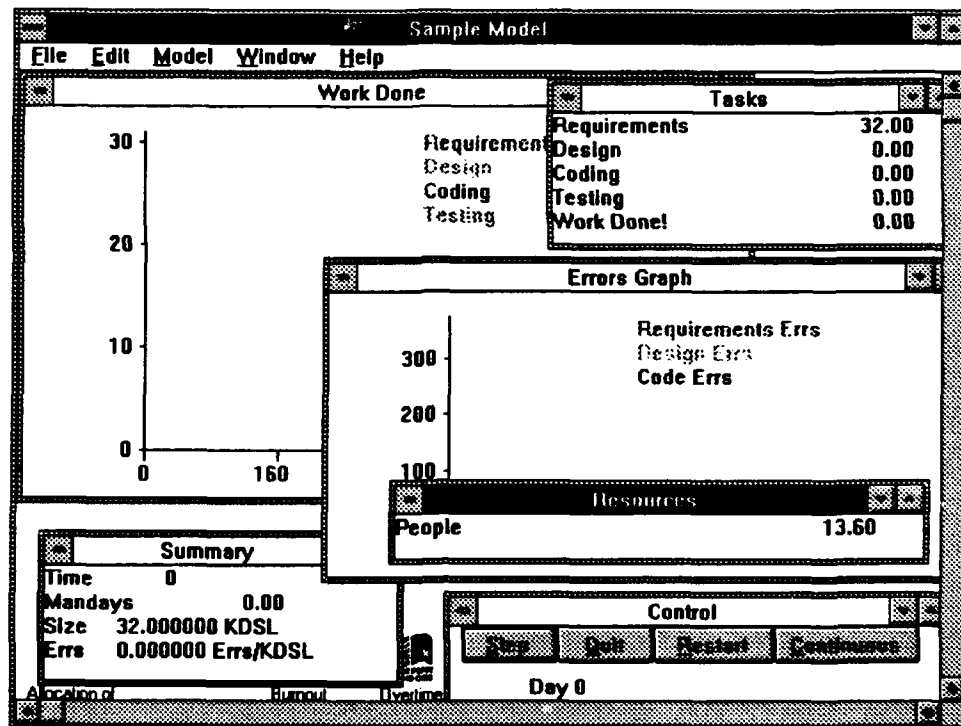 Sample Model
File Edit Model Window Help
Work Done
30
20
10
0
0 160
Requirement
Design
Coding
Testing
Tasks
Requirements 32.00
Design 0.00
Coding 0.00
Testing 0.00
Work Done! 0.00
Errors Graph
300
200
100
Requirements Errs
Design Errs
Code Errs
Resources
People 13.60
Summary
Time 0
Mandays 0.00
Size 32.000000 KDSL
Errs 0.000000 Errs/KDSL
Control
Step Quit Restart Continuous
Day 0
Allocation of Burnout Overtime